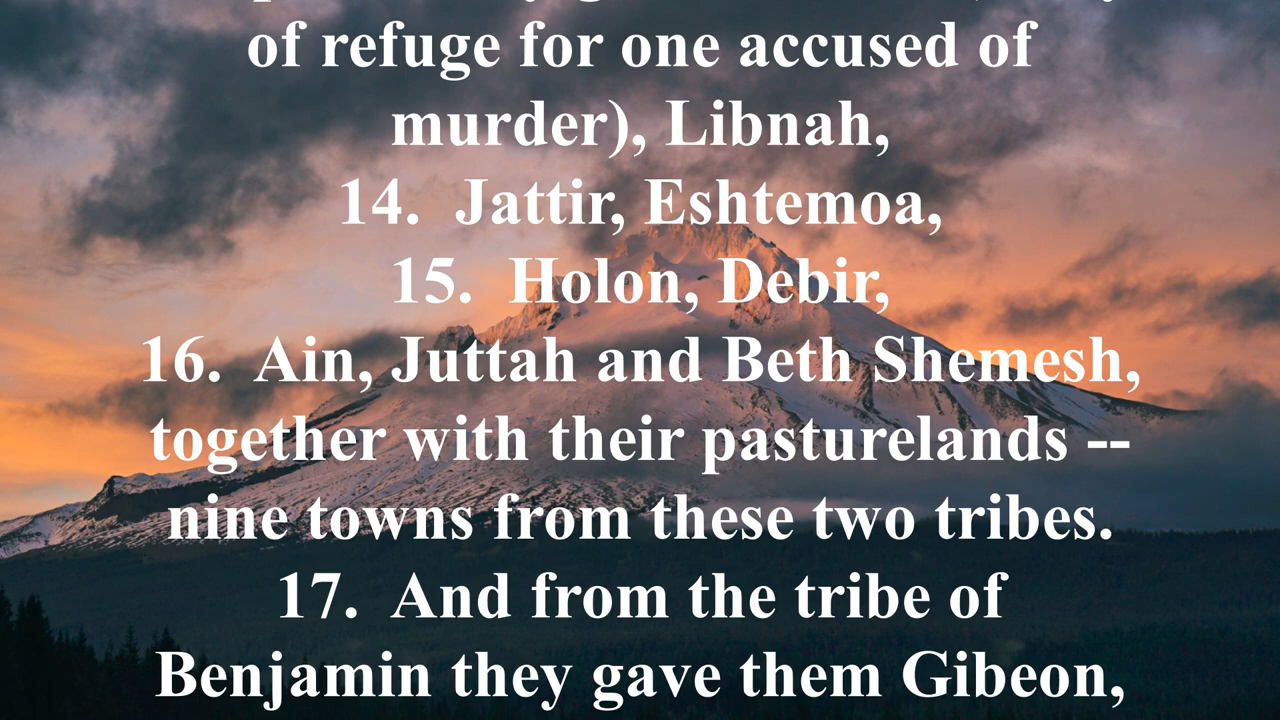 of refuge for one accused of
murder), Libnah,
14. Jattir, Eshtemoa,
15. Holon, Debir,
16. Ain, Juttah and Beth Shemesh,
together with their pasturelands --
nine towns from these two tribes.
17. And from the tribe of
Benjamin they gave them Gibeon,